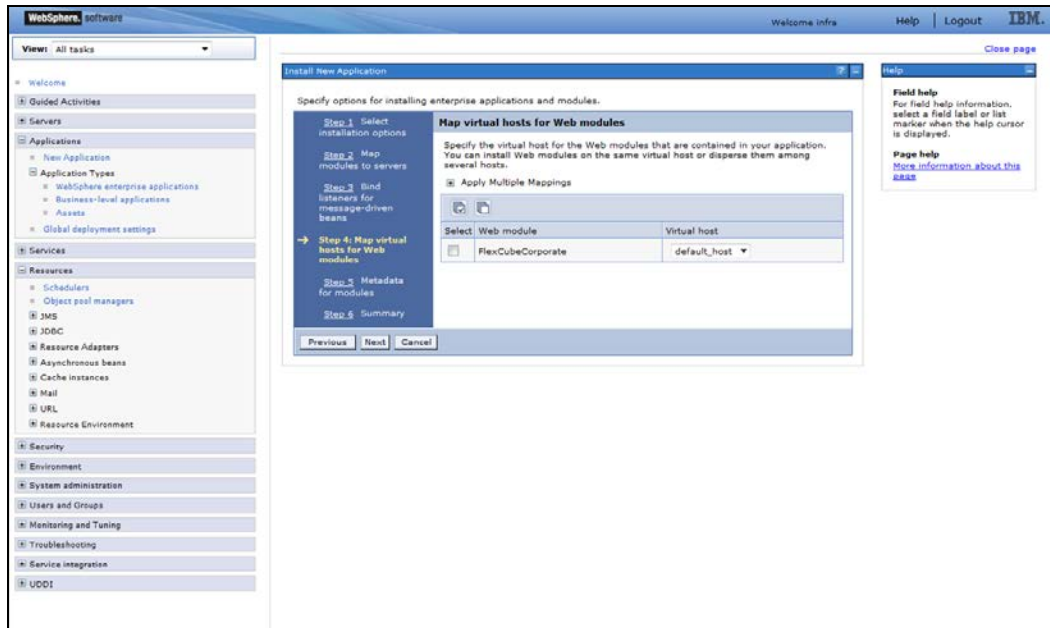 WebSphere. software
Welcome infra
Help | Logout
IBM.
View: All tasks
Welcome
Guided Activities
Servers
Applications
New Application
Application Types
WebSphere enterprise applications
Business-level applications
Assets
Global deployment settings
Services
Resources
Schedulers
Object pool managers
JMS
JDBC
Resource Adapters
Asynchronous beans
Cache instances
Mail
URL
Resource Environment
Security
Environment
System administration
Users and Groups
Monitoring and Tuning
Troubleshooting
Service integration
UDDI
Close page
Install New Application
?
Specify options for installing enterprise applications and modules.
Step 1 Select
installation options
Step 2 Map
modules to servers
Step 3 Bind
listeners for
message-driven
beans
Step 4: Map virtual
hosts for Web
modules
Step 5 Metadata
for modules
Step 6 Summary
Map virtual hosts for Web modules
Specify the virtual host for the Web modules that are contained in your application.
You can install Web modules on the same virtual host or disperse them among
several hosts.
Apply Multiple Mappings
Select Web module Virtual host
FlexCubeCorporate default_host
Previous Next Cancel
Help
Field help
For field help information,
select a field label or list
marker when the help cursor
is displayed.
Page help
More information about this
page